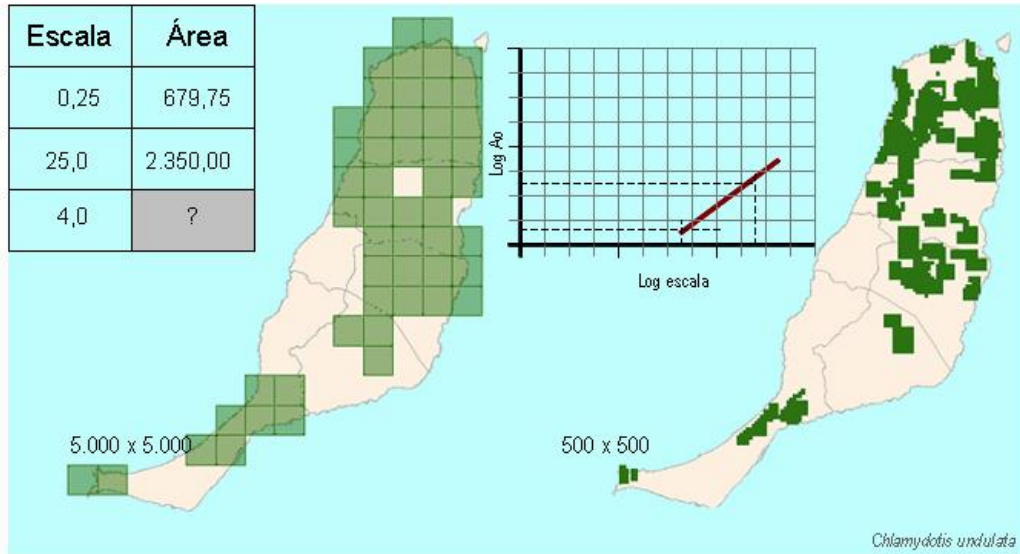 Escala Área
0,25 679,75
25,0 2.350,00
4,0 ?
Log Ao
Log escala
5.000 x 5.000
500 x 500
Chlamydotis undulata